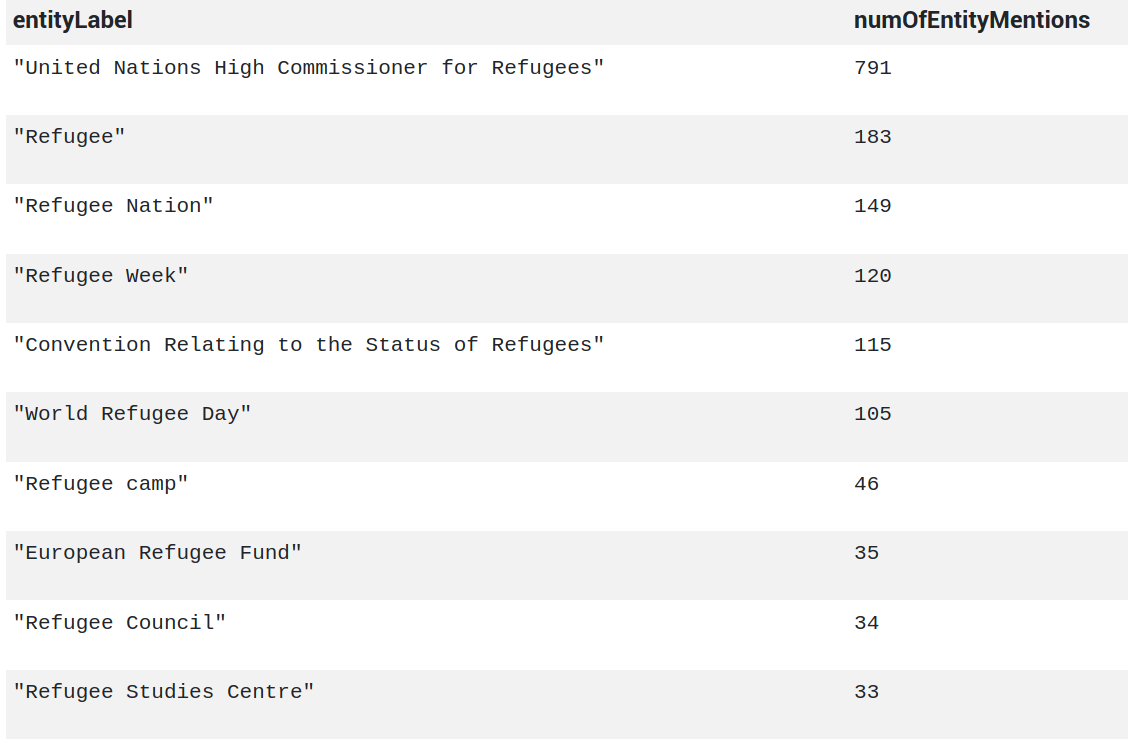 entityLabel numOfEntityMentions
"United Nations High Commissioner for Refugees" 791
"Refugee" 183
"Refugee Nation" 149
"Refugee Week" 120
"Convention Relating to the Status of Refugees" 115
"World Refugee Day" 105
"Refugee camp" 46
"European Refugee Fund" 35
"Refugee Council" 34
"Refugee Studies Centre" 33